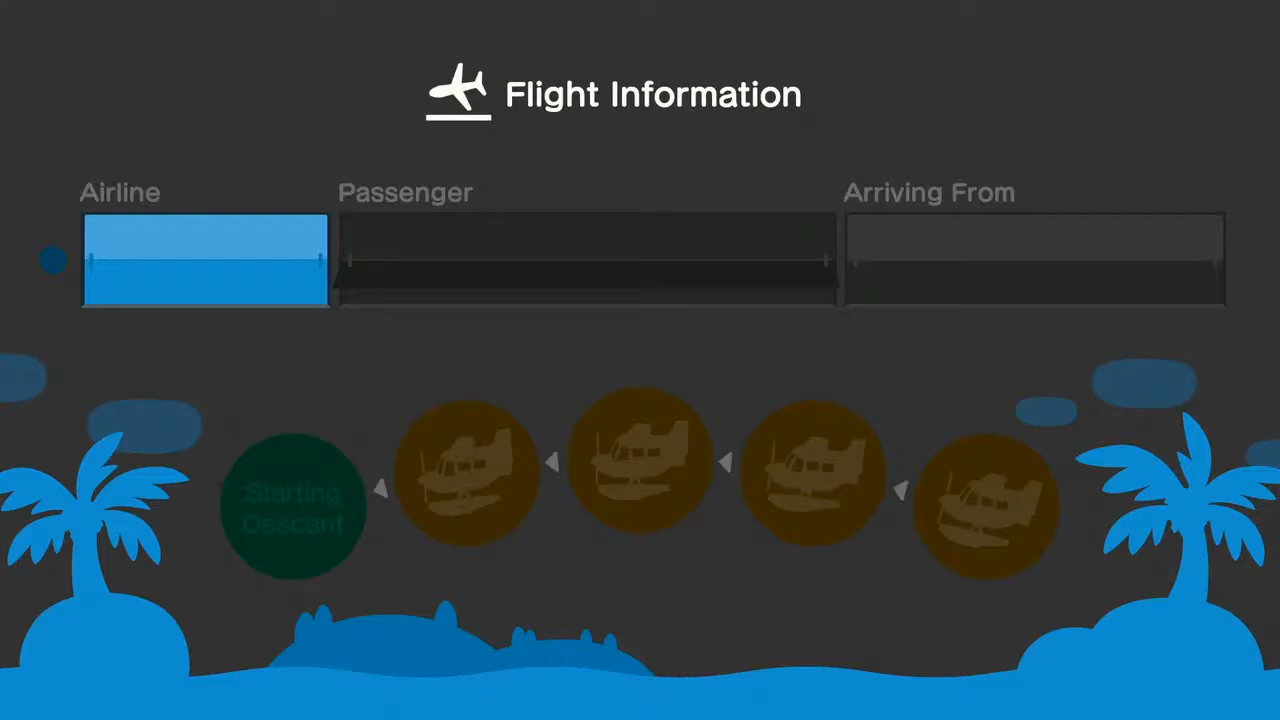 Flight Information
Airline
Passenger
Arriving From
Starting
Descent